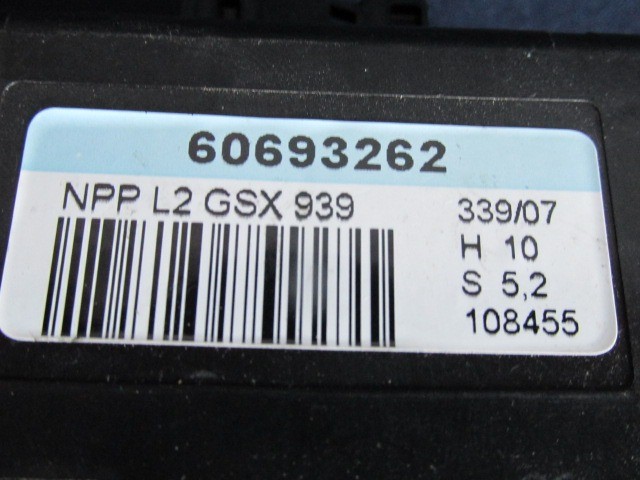 60693262
NPP L2 GSX 939
339/07
H 10
S 5,2
108455